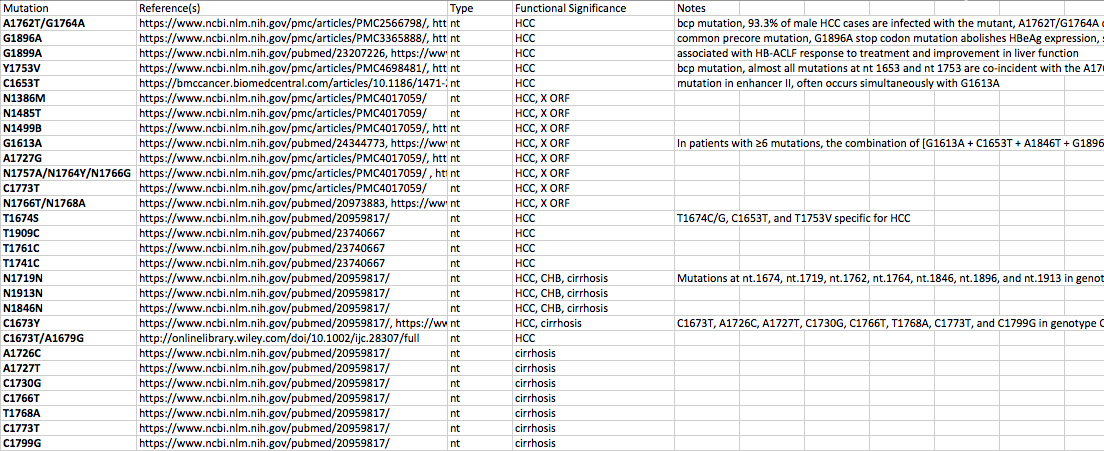 Mutation Reference(s) Type Functional Significance Notes
A1762T/G1764A https://www.ncbi.nlm.nih.gov/pmc/articles/PMC2566798/, htt nt HCC bcp mutation, 93.3% of male HCC cases are infected with the mutant, A1762T/G1764A
G1896A https://www.ncbi.nlm.nih.gov/pmc/articles/PMC3365888/, htt nt HCC common precore mutation, G1896A stop codon mutation abolishes HBeAg expression,
G1899A https://www.ncbi.nlm.nih.gov/pubmed/23207226, https://ww nt HCC associated with HB-ACLF response to treatment and improvement in liver function
Y1753V https://www.ncbi.nlm.nih.gov/pmc/articles/PMC4698481/, htt nt HCC bcp mutation, almost all mutations at nt 1653 and nt 1753 are co-incident with the A17
C1653T https://bmccancer.biomedcentral.com/articles/10.1186/1471- nt HCC mutation in enhancer II, often occurs simultaneously with G1613A
N1386M https://www.ncbi.nlm.nih.gov/pmc/articles/PMC4017059/ nt HCC, X ORF
N1485T https://www.ncbi.nlm.nih.gov/pmc/articles/PMC4017059/ nt HCC, X ORF
N1499B https://www.ncbi.nlm.nih.gov/pmc/articles/PMC4017059/, htt nt HCC, X ORF
G1613A https://www.ncbi.nlm.nih.gov/pubmed/24344773, https://ww nt HCC, X ORF In patients with ≥6 mutations, the combination of [G1613A + C1653T + A1846T + G1896
A1727G https://www.ncbi.nlm.nih.gov/pmc/articles/PMC4017059/, htt nt HCC, X ORF
N1757A/N1764Y/N1766G https://www.ncbi.nlm.nih.gov/pmc/articles/PMC4017059/ , htt nt HCC, X ORF
C1773T https://www.ncbi.nlm.nih.gov/pmc/articles/PMC4017059/ nt HCC, X ORF
N1766T/N1768A https://www.ncbi.nlm.nih.gov/pubmed/20973883, https://ww nt HCC, X ORF
T1674S https://www.ncbi.nlm.nih.gov/pubmed/20959817/ nt HCC T1674C/G, C1653T, and T1753V specific for HCC
T1909C https://www.ncbi.nlm.nih.gov/pubmed/23740667 nt HCC
T1761C https://www.ncbi.nlm.nih.gov/pubmed/23740667 nt HCC
T1741C https://www.ncbi.nlm.nih.gov/pubmed/23740667 nt HCC
N1719N https://www.ncbi.nlm.nih.gov/pubmed/20959817/ nt HCC, CHB, cirrhosis Mutations at nt.1674, nt.1719, nt.1762, nt.1764, nt.1846, nt.1896, and nt.1913 in genot
N1913N https://www.ncbi.nlm.nih.gov/pubmed/20959817/ nt HCC, CHB, cirrhosis
N1846N https://www.ncbi.nlm.nih.gov/pubmed/20959817/ nt HCC, CHB, cirrhosis
C1673Y https://www.ncbi.nlm.nih.gov/pubmed/20959817/, https://ww nt HCC, cirrhosis C1673T, A1726C, A1727T, C1730G, C1766T, T1768A, C1773T, and C1799G in genotype C
C1673T/A1679G http://onlinelibrary.wiley.com/doi/10.1002/ijc.28307/full nt HCC
A1726C https://www.ncbi.nlm.nih.gov/pubmed/20959817/ nt cirrhosis
A1727T https://www.ncbi.nlm.nih.gov/pubmed/20959817/ nt cirrhosis
C1730G https://www.ncbi.nlm.nih.gov/pubmed/20959817/ nt cirrhosis
C1766T https://www.ncbi.nlm.nih.gov/pubmed/20959817/ nt cirrhosis
T1768A https://www.ncbi.nlm.nih.gov/pubmed/20959817/ nt cirrhosis
C1773T https://www.ncbi.nlm.nih.gov/pubmed/20959817/ nt cirrhosis
C1799G https://www.ncbi.nlm.nih.gov/pubmed/20959817/ nt cirrhosis